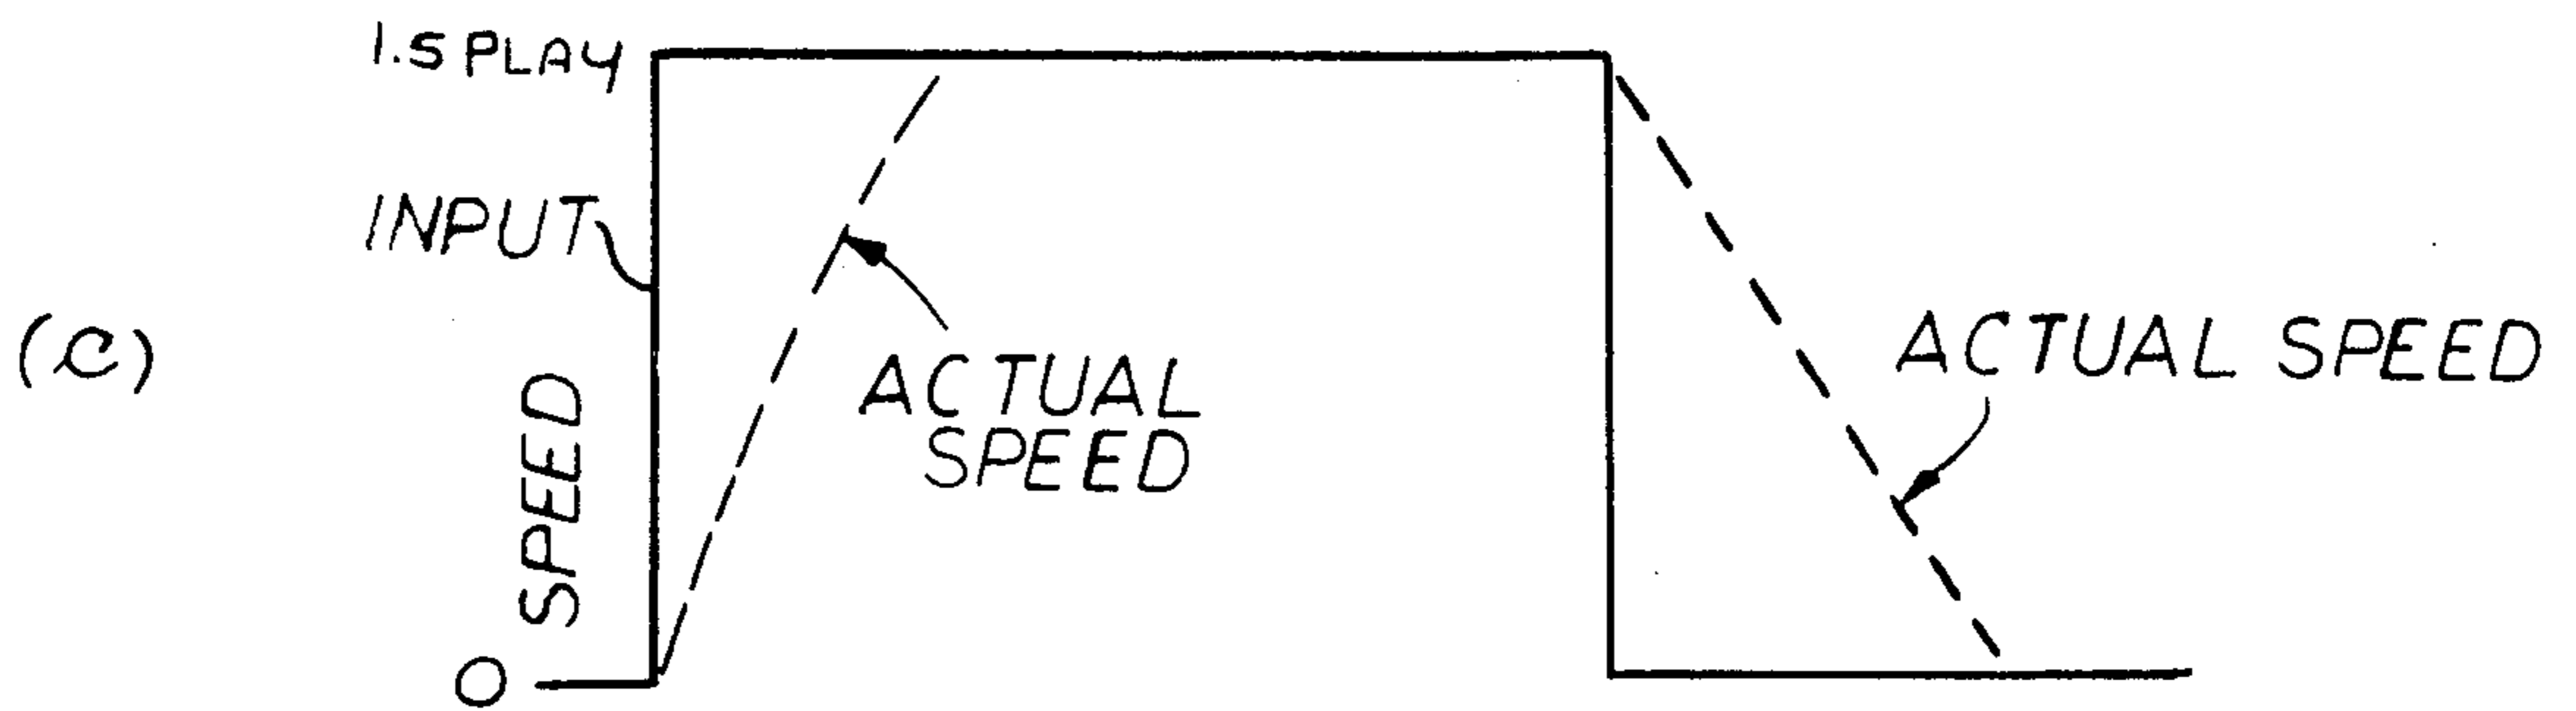 1.5 PLAY
INPUT
(C)
SPEED
ACTUAL
SPEED
ACTUAL SPEED
0